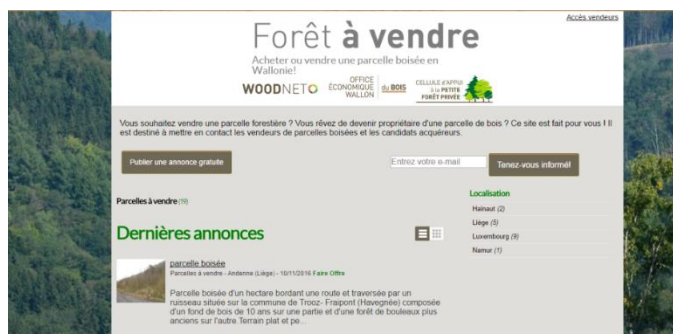 Accès vendeurs
Forêt à vendre
Acheter ou vendre une parcelle boisée en
Wallonie!
WOODNETO
OFFICE
ÉCONOMIQUE
WALLON
du BOIS
CELLULE d'APPUI
à la PETITE
FORÊT PRIVÉE
Vous souhaitez vendre une parcelle forestière ? Vous rêvez de devenir propriétaire d'une parcelle de bois ? Ce site est fait pour vous ! Il
est destiné à mettre en contact les vendeurs de parcelles boisées et les candidats acquéreurs.
Publier une annonce gratuite
Entrez votre e-mail
Tenez-vous informé!
Parcelles à vendre (19)
Localisation
Hainaut (2)
Liège (5)
Luxembourg (9)
Namur (1)
Dernières annonces
parcelle boisée
Parcelles à vendre - Andenne (Liège) - 10/11/2016 Faire Offre
Parcelle boisée d'un hectare bordant une route et traversée par un
ruisseau située sur la commune de Trooz- Fraipont (Havegnée) composée
d'un fond de bois de 10 ans sur une partie et d'une forêt de bouleaux plus
anciens sur l'autre.Terrain plat et pe...